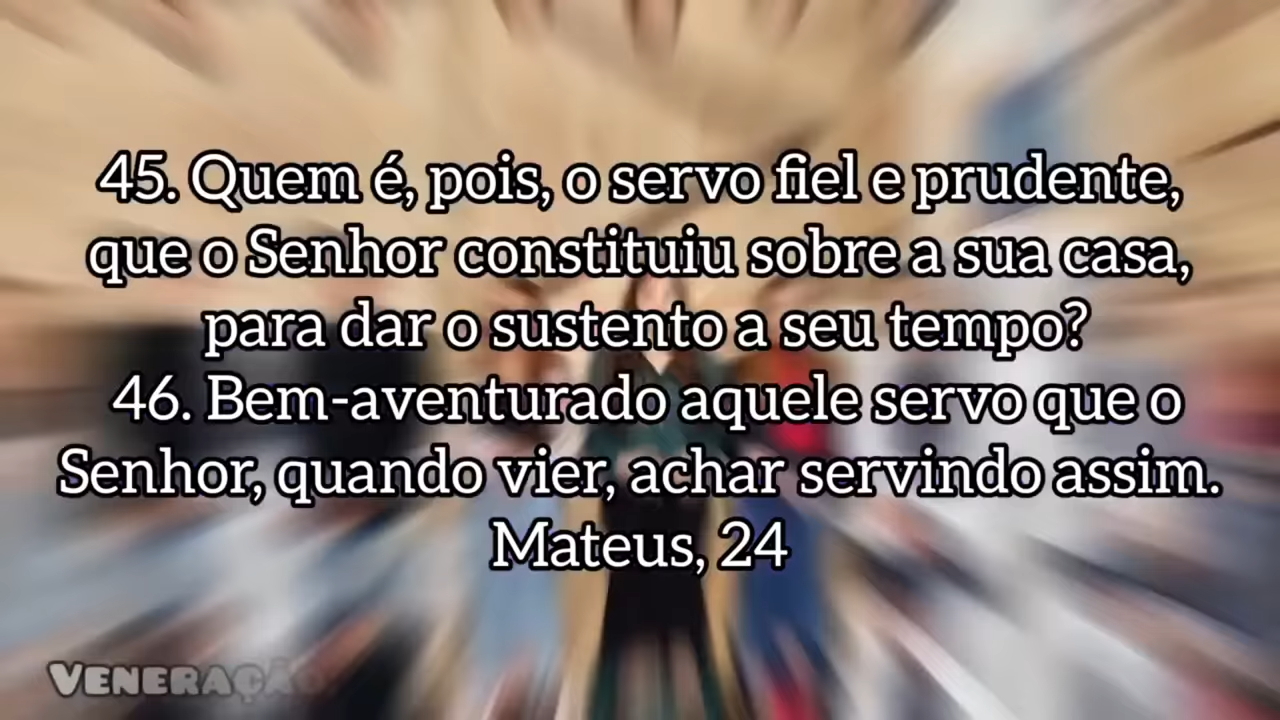 45. Quem é, pois, o servo fiel e prudente,
que o Senhor constituiu sobre a sua casa,
para dar o sustento a seu tempo?
46. Bem-aventurado aquele servo que o
Senhor, quando vier, achar servindo assim.
Mateus, 24
VENERAÇÃO